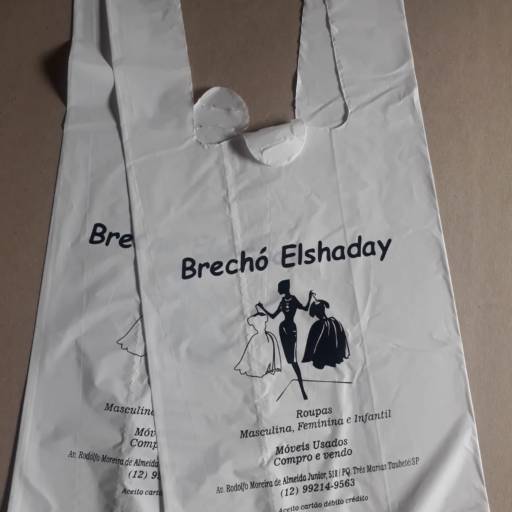 Brechó Elshaday
Roupas
Masculina, Feminina e Infantil
Móveis Usados
Compro e vendo
Av. Rodolfo Moreira de Almeida Junior, 518 / PQ. Três Marias Taubaté SP
(12) 99214-9563
Aceito cartão débito crédito
Bre
Masculina
Móv
Comp
Av. Rodolfo Moreira de Almeida
(12) 9
Aceito cartã